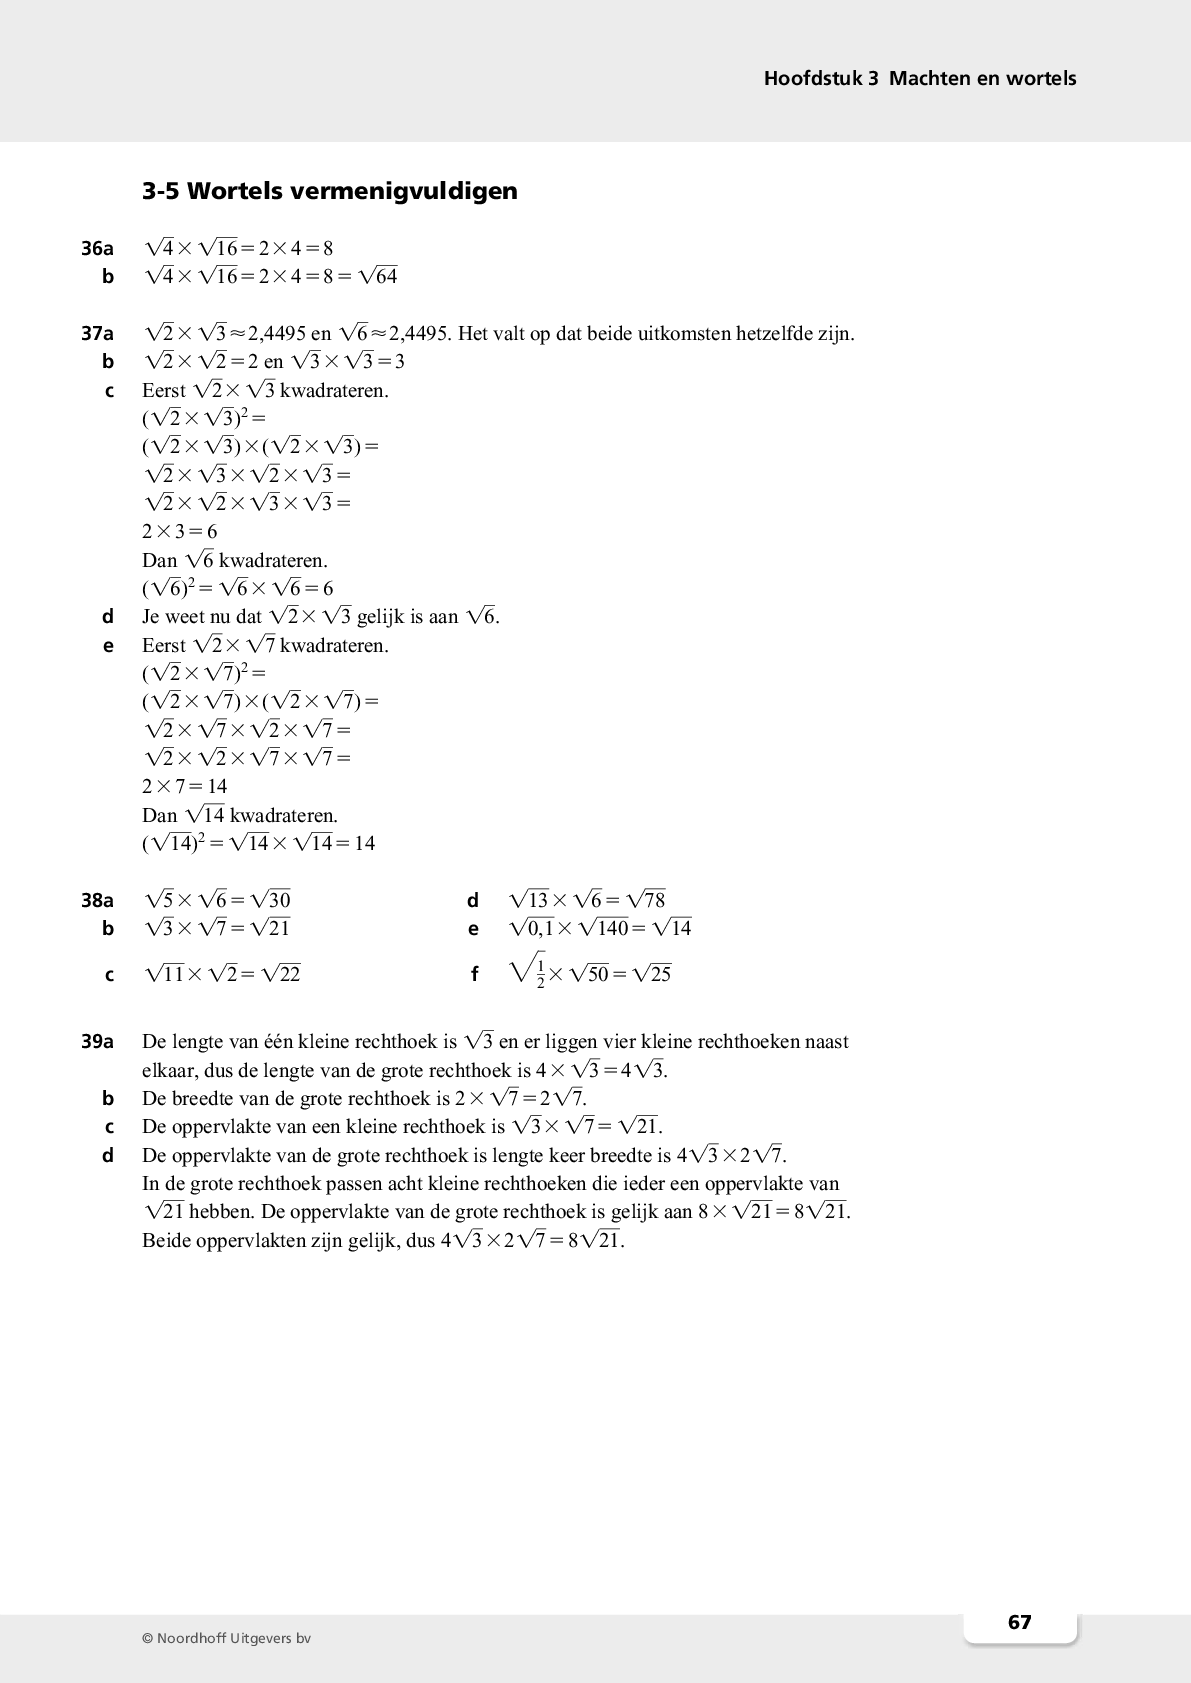 Hoofdstuk 3 Machten en wortels
3-5 Wortels vermenigvuldigen
36a √4 × √16 = 2 × 4 = 8
b √4 × √16 = 2 × 4 = 8 = √64
37a √2 × √3 ≈ 2,4495 en √6 ≈ 2,4495. Het valt op dat beide uitkomsten hetzelfde zijn.
b √2 × √2 = 2 en √3 × √3 = 3
c Eerst √2 × √3 kwadrateren.
(√2 × √3)² =
(√2 × √3) × (√2 × √3) =
√2 × √3 × √2 × √3 =
√2 × √2 × √3 × √3 =
2 × 3 = 6
Dan √6 kwadrateren.
(√6)² = √6 × √6 = 6
d Je weet nu dat √2 × √3 gelijk is aan √6.
e Eerst √2 × √7 kwadrateren.
(√2 × √7)² =
(√2 × √7) × (√2 × √7) =
√2 × √7 × √2 × √7 =
√2 × √2 × √7 × √7 =
2 × 7 = 14
Dan √14 kwadrateren.
(√14)² = √14 × √14 = 14
38a √5 × √6 = √30 d √13 × √6 = √78
b √3 × √7 = √21 e √0,1 × √140 = √14
c √11 × √2 = √22 f √½ × √50 = √25
39a De lengte van één kleine rechthoek is √3 en er liggen vier kleine rechthoeken naast
elkaar, dus de lengte van de grote rechthoek is 4 × √3 = 4√3.
b De breedte van de grote rechthoek is 2 × √7 = 2√7.
c De oppervlakte van een kleine rechthoek is √3 × √7 = √21.
d De oppervlakte van de grote rechthoek is lengte keer breedte is 4√3 × 2√7.
In de grote rechthoek passen acht kleine rechthoeken die ieder een oppervlakte van
√21 hebben. De oppervlakte van de grote rechthoek is gelijk aan 8 × √21 = 8√21.
Beide oppervlakten zijn gelijk, dus 4√3 × 2√7 = 8√21.
© Noordhoff Uitgevers bv
67